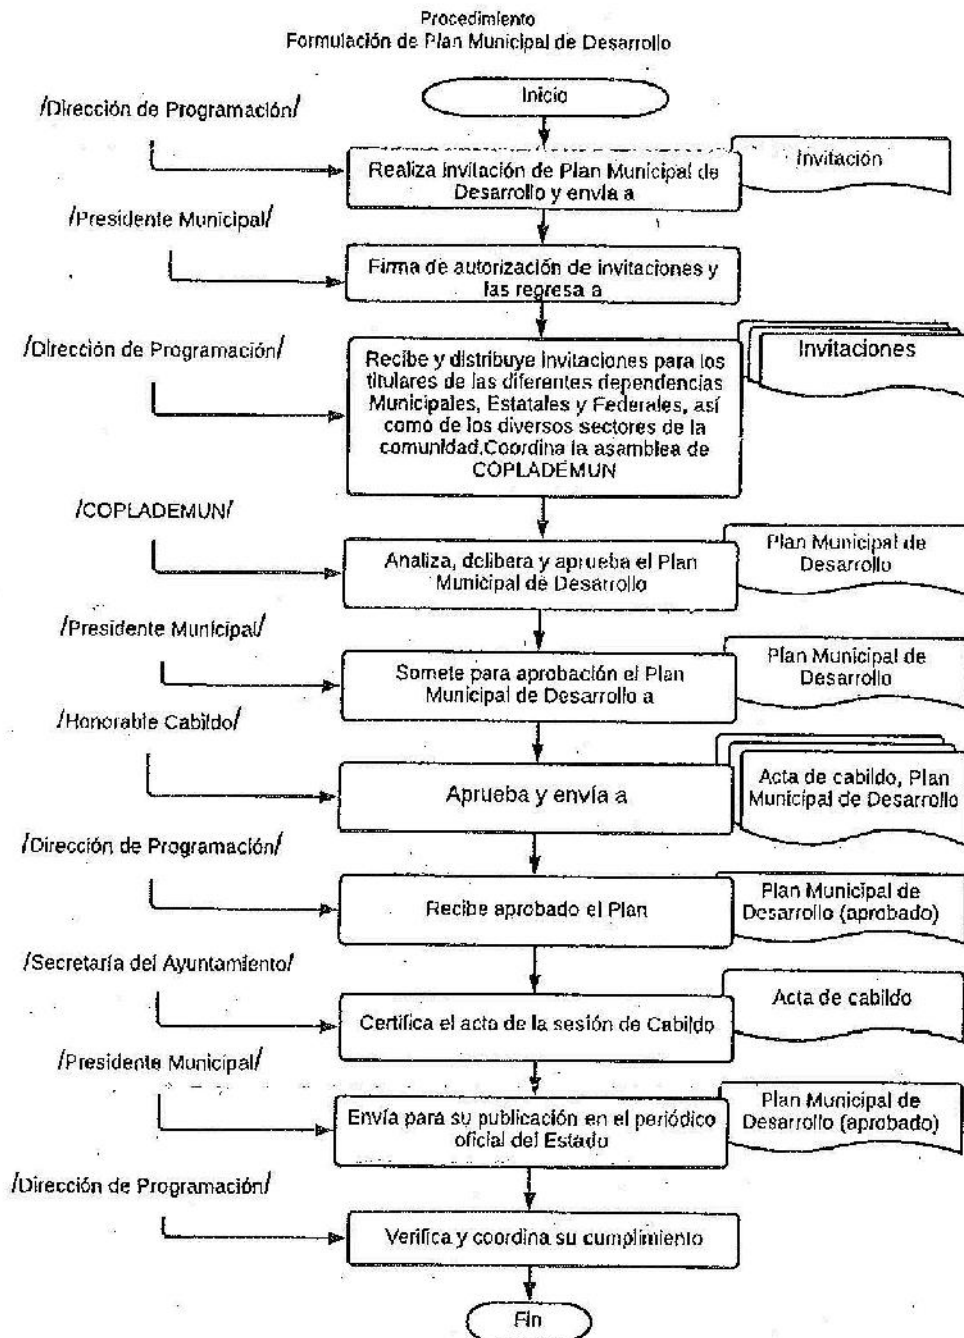 Procedimiento
Formulación de Plan Municipal de Desarrollo
Inicio
/Dirección de Programación/
Realiza invitación de Plan Municipal de
Desarrollo y envía a
Invitación
/Presidente Municipal/
Firma de autorización de invitaciones y
las regresa a
/Dirección de Programación/
Recibe y distribuye invitaciones para los
titulares de las diferentes dependencias
Municipales, Estatales y Federales, así
como de los diversos sectores de la
comunidad.Coordina la asamblea de
COPLADEMUN
Invitaciones
/COPLADEMUN/
Analiza, delibera y aprueba el Plan
Municipal de Desarrollo
Plan Municipal de
Desarrollo
/Presidente Municipal/
Somete para aprobación el Plan
Municipal de Desarrollo a
Plan Municipal de
Desarrollo
/Honorable Cabildo/
Aprueba y envía a
Acta de cabildo, Plan
Municipal de Desarrollo
/Dirección de Programación/
Recibe aprobado el Plan
Plan Municipal de
Desarrollo (aprobado)
/Secretaría del Ayuntamiento/
Certifica el acta de la sesión de Cabildo
Acta de cabildo
/Presidente Municipal/
Envía para su publicación en el periódico
oficial del Estado
Plan Municipal de
Desarrollo (aprobado)
/Dirección de Programación/
Verifica y coordina su cumplimiento
Fin